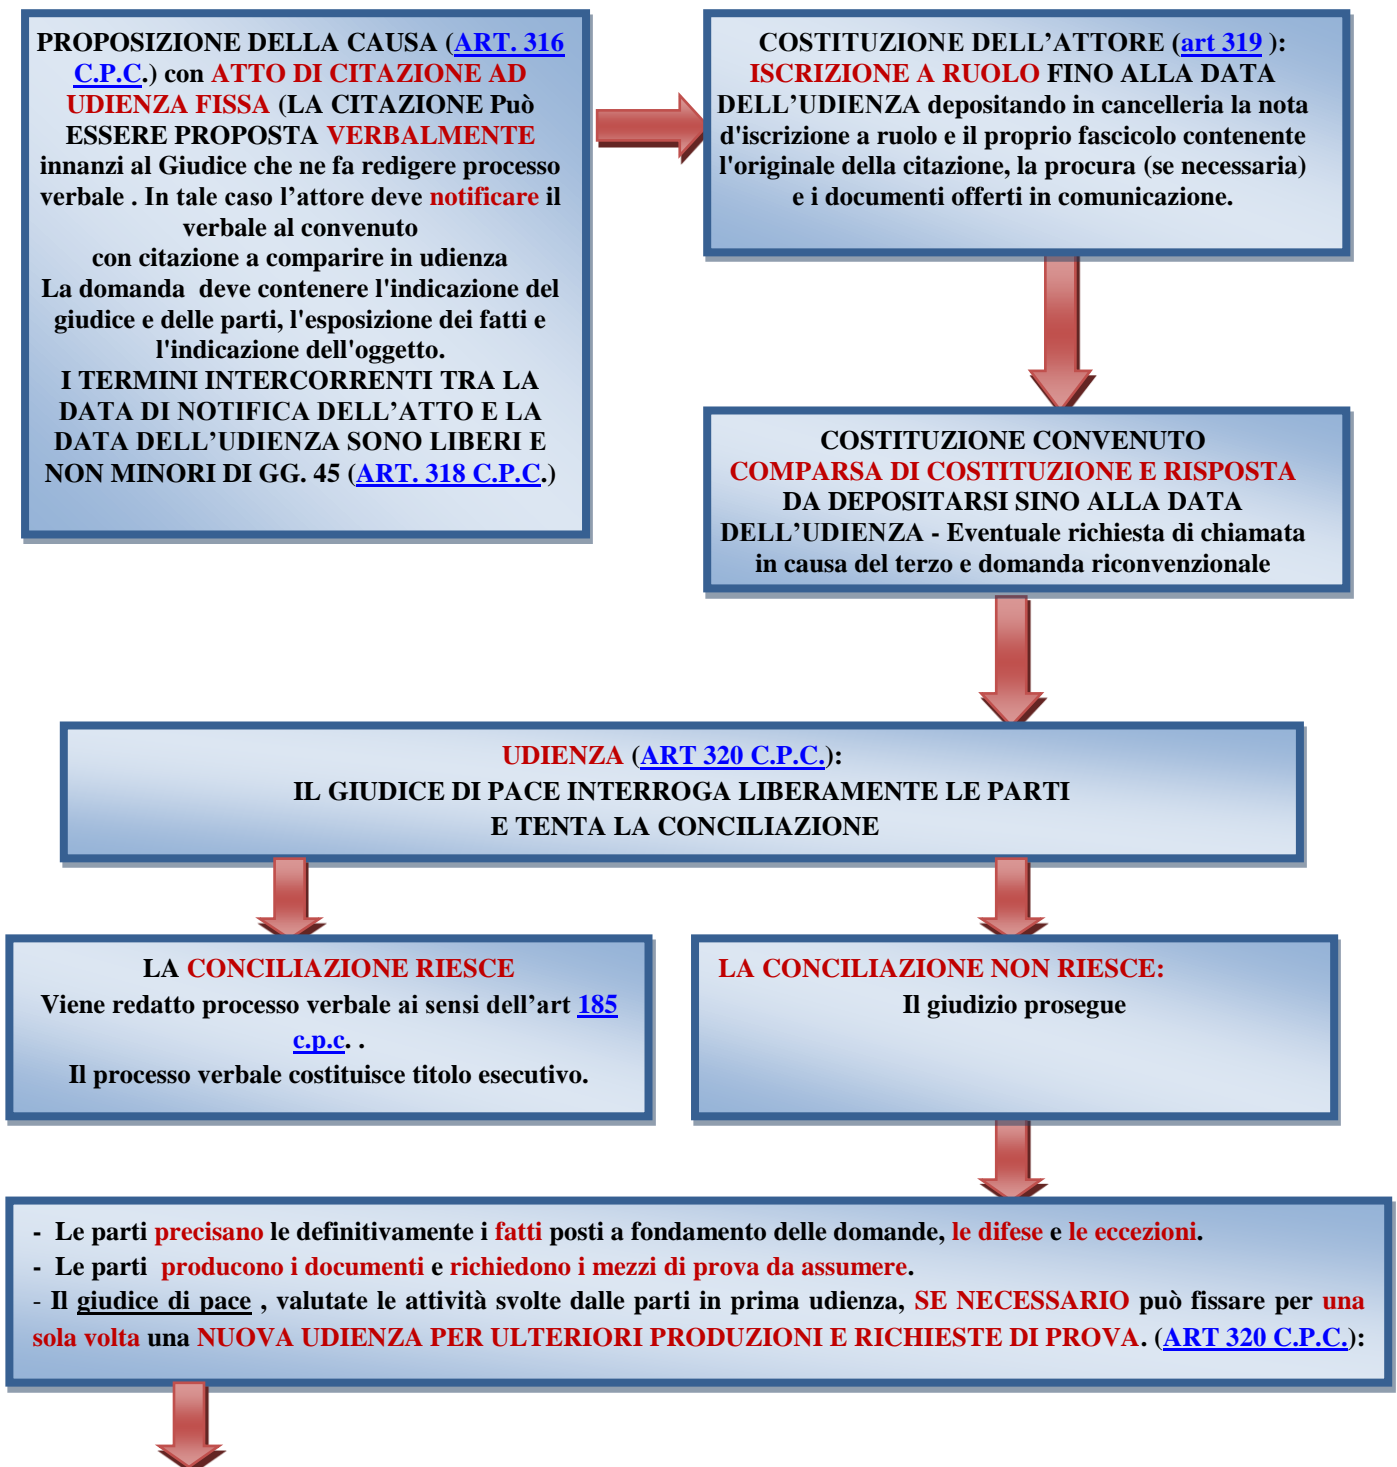 PROPOSIZIONE DELLA CAUSA (ART. 316
C.P.C.) con ATTO DI CITAZIONE AD
UDIENZA FISSA (LA CITAZIONE Può
ESSERE PROPOSTA VERBALMENTE
innanzi al Giudice che ne fa redigere processo
verbale . In tale caso l’attore deve notificare il
verbale al convenuto
con citazione a comparire in udienza
La domanda deve contenere l'indicazione del
giudice e delle parti, l'esposizione dei fatti e
l'indicazione dell'oggetto.
I TERMINI INTERCORRENTI TRA LA
DATA DI NOTIFICA DELL’ATTO E LA
DATA DELL’UDIENZA SONO LIBERI E
NON MINORI DI GG. 45 (ART. 318 C.P.C.)
COSTITUZIONE DELL’ATTORE (art 319 ):
ISCRIZIONE A RUOLO FINO ALLA DATA
DELL’UDIENZA depositando in cancelleria la nota
d'iscrizione a ruolo e il proprio fascicolo contenente
l'originale della citazione, la procura (se necessaria)
e i documenti offerti in comunicazione.
COSTITUZIONE CONVENUTO
COMPARSA DI COSTITUZIONE E RISPOSTA
DA DEPOSITARSI SINO ALLA DATA
DELL’UDIENZA - Eventuale richiesta di chiamata
in causa del terzo e domanda riconvenzionale
UDIENZA (ART 320 C.P.C.):
IL GIUDICE DI PACE INTERROGA LIBERAMENTE LE PARTI
E TENTA LA CONCILIAZIONE
LA CONCILIAZIONE RIESCE
Viene redatto processo verbale ai sensi dell’art 185
c.p.c. .
Il processo verbale costituisce titolo esecutivo.
LA CONCILIAZIONE NON RIESCE:
Il giudizio prosegue
- Le parti precisano le definitivamente i fatti posti a fondamento delle domande, le difese e le eccezioni.
- Le parti producono i documenti e richiedono i mezzi di prova da assumere.
- Il giudice di pace , valutate le attività svolte dalle parti in prima udienza, SE NECESSARIO può fissare per una
sola volta una NUOVA UDIENZA PER ULTERIORI PRODUZIONI E RICHIESTE DI PROVA. (ART 320 C.P.C.):